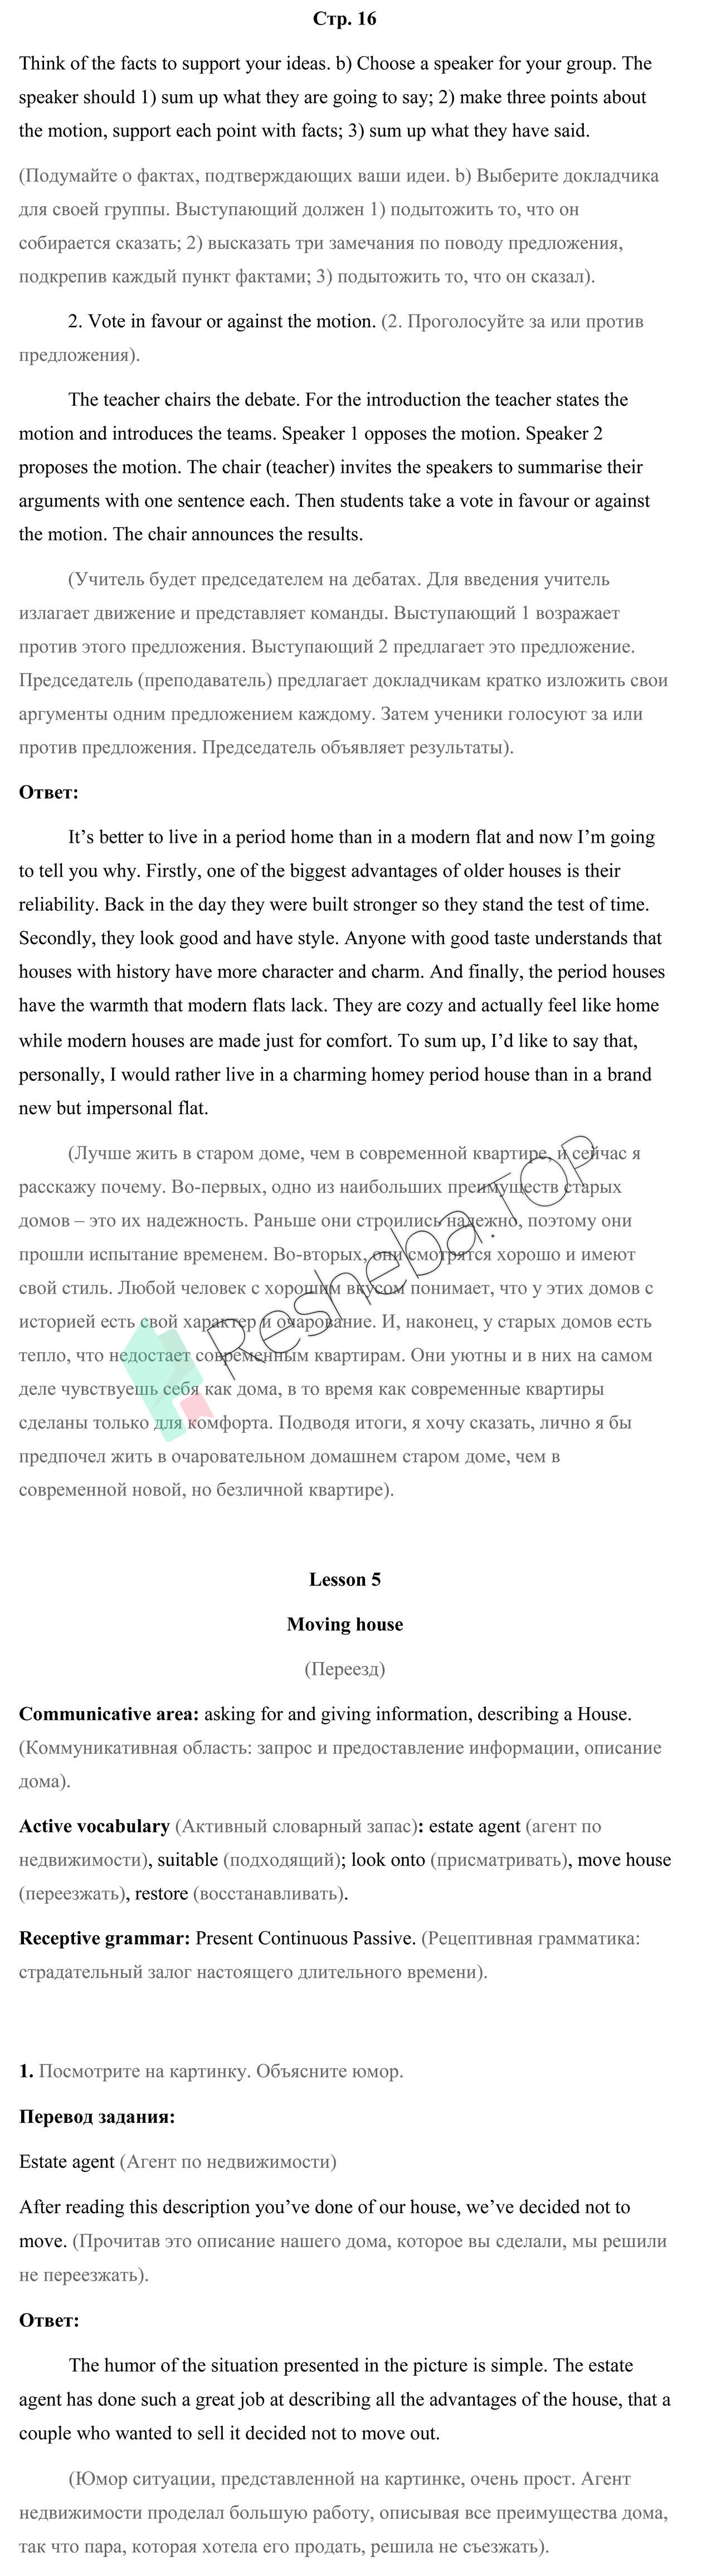 Стр. 16
Think of the facts to support your ideas. b) Choose a speaker for your group. The
speaker should 1) sum up what they are going to say; 2) make three points about
the motion, support each point with facts; 3) sum up what they have said.
(Подумайте о фактах, подтверждающих ваши идеи. b) Выберите докладчика
для своей группы. Выступающий должен 1) подытожить то, что он
собирается сказать; 2) высказать три замечания по поводу предложения,
подкрепив каждый пункт фактами; 3) подытожить то, что он сказал).
2. Vote in favour or against the motion. (2. Проголосуйте за или против
предложения).
The teacher chairs the debate. For the introduction the teacher states the
motion and introduces the teams. Speaker 1 opposes the motion. Speaker 2
proposes the motion. The chair (teacher) invites the speakers to summarise their
arguments with one sentence each. Then students take a vote in favour or against
the motion. The chair announces the results.
(Учитель будет председателем на дебатах. Для введения учитель
излагает движение и представляет команды. Выступающий 1 возражает
против этого предложения. Выступающий 2 предлагает это предложение.
Председатель (преподаватель) предлагает докладчикам кратко изложить свои
аргументы одним предложением каждому. Затем ученики голосуют за или
против предложения. Председатель объявляет результаты).
Ответ:
It’s better to live in a period home than in a modern flat and now I’m going
to tell you why. Firstly, one of the biggest advantages of older houses is their
reliability. Back in the day they were built stronger so they stand the test of time.
Secondly, they look good and have style. Anyone with good taste understands that
houses with history have more character and charm. And finally, the period houses
have the warmth that modern flats lack. They are cozy and actually feel like home
while modern houses are made just for comfort. To sum up, I’d like to say that,
personally, I would rather live in a charming homey period house than in a brand
new but impersonal flat.
(Лучше жить в старом доме, чем в современной квартире, и сейчас я
расскажу почему. Во-первых, одно из наибольших преимуществ старых
домов – это их надежность. Раньше они строились надежно, поэтому они
прошли испытание временем. Во-вторых, они смотрятся хорошо и имеют
свой стиль. Любой человек с хорошим вкусом понимает, что у этих домов с
историей есть свой характер и очарование. И, наконец, у старых домов есть
тепло, что недостает современным квартирам. Они уютны и в них на самом
деле чувствуешь себя как дома, в то время как современные квартиры
сделаны только для комфорта. Подводя итоги, я хочу сказать, лично я бы
предпочел жить в очаровательном домашнем старом доме, чем в
современной новой, но безличной квартире).
Resheba.TOP
Lesson 5
Moving house
(Переезд)
Communicative area: asking for and giving information, describing a House.
(Коммуникативная область: запрос и предоставление информации, описание
дома).
Active vocabulary (Активный словарный запас): estate agent (агент по
недвижимости), suitable (подходящий); look onto (присматривать), move house
(переезжать), restore (восстанавливать).
Receptive grammar: Present Continuous Passive. (Рецептивная грамматика:
страдательный залог настоящего длительного времени).
1. Посмотрите на картинку. Объясните юмор.
Перевод задания:
Estate agent (Агент по недвижимости)
After reading this description you’ve done of our house, we’ve decided not to
move. (Прочитав это описание нашего дома, которое вы сделали, мы решили
не переезжать).
Ответ:
The humor of the situation presented in the picture is simple. The estate
agent has done such a great job at describing all the advantages of the house, that a
couple who wanted to sell it decided not to move out.
(Юмор ситуации, представленной на картинке, очень прост. Агент
недвижимости проделал большую работу, описывая все преимущества дома,
так что пара, которая хотела его продать, решила не съезжать).